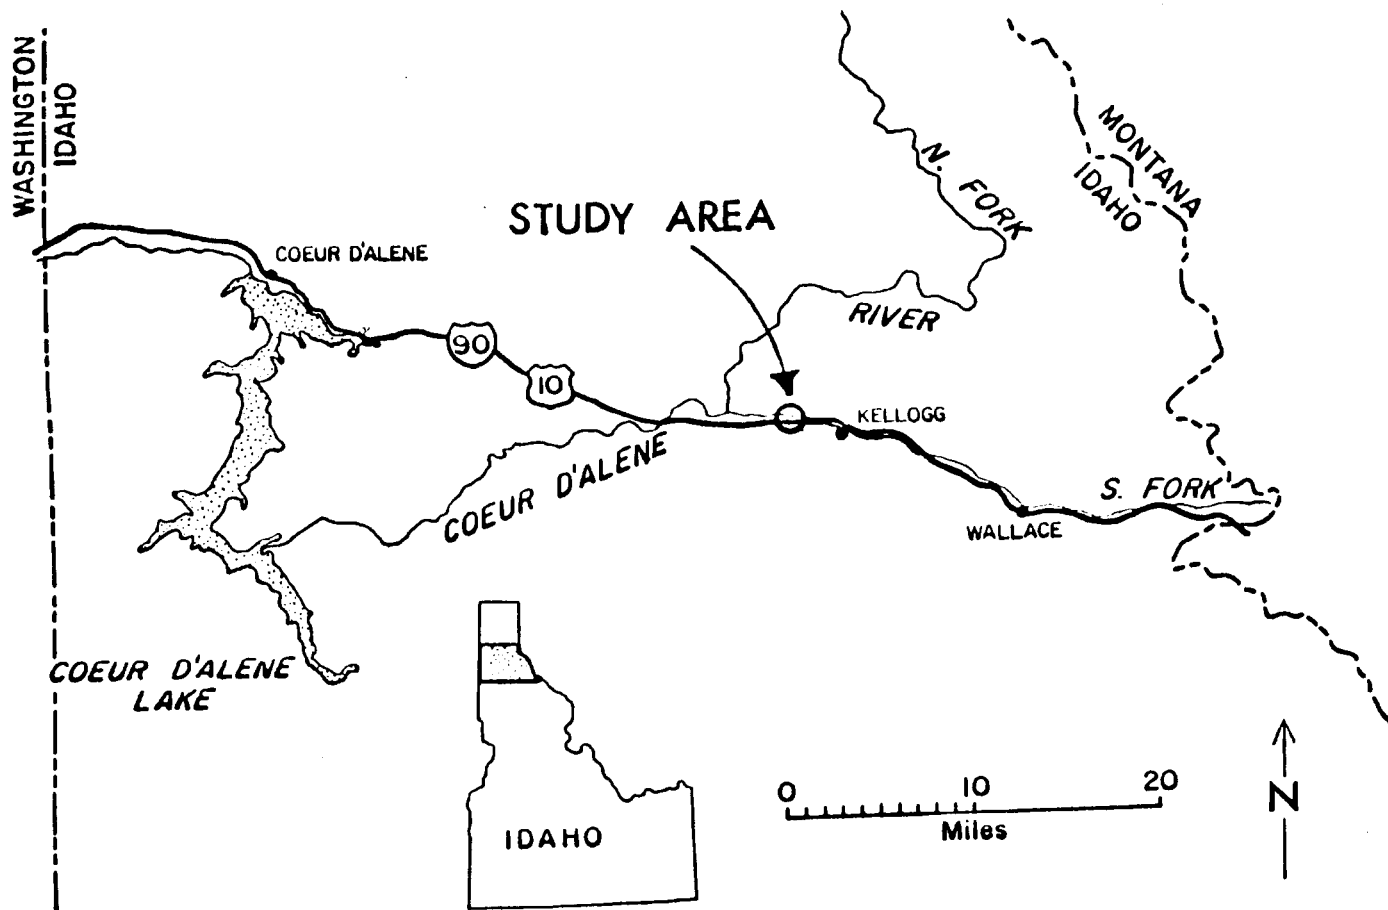 WASHINGTON
IDAHO
COEUR D'ALENE
STUDY AREA
N. FORK
RIVER
MONTANA
IDAHO
90
10
KELLOGG
COEUR D'ALENE
S. FORK
WALLACE
COEUR D'ALENE
LAKE
IDAHO
0 10 20
Miles
N